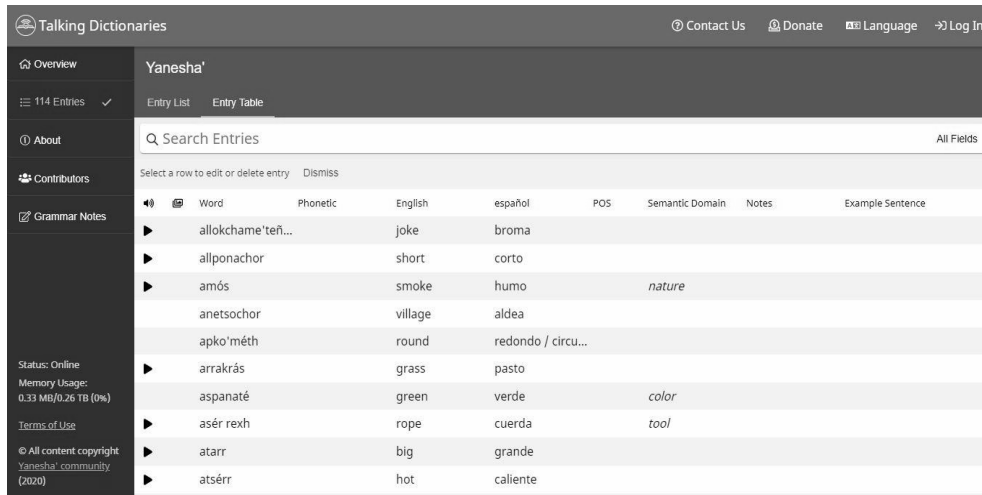 Talking Dictionaries
Contact Us Donate Language Log In
Overview
114 Entries
About
Contributors
Grammar Notes
Status: Online
Memory Usage:
0.33 MB/0.26 TB (0%)
Terms of Use
© All content copyright
Yanesha' community
(2020)
Yanesha'
Entry List Entry Table
Search Entries All Fields
Select a row to edit or delete entry Dismiss
Word Phonetic English español POS Semantic Domain Notes Example Sentence
allokchame'teñ... joke broma
allponachor short corto
amós smoke humo nature
anetsochor village aldea
apko'méth round redondo / circu...
arrakrás grass pasto
aspanaté green verde color
asér rexh rope cuerda tool
atarr big grande
atsérr hot caliente